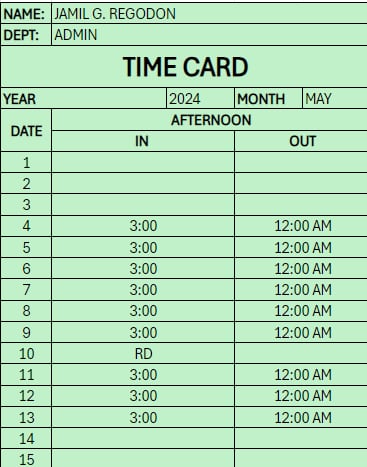 NAME: JAMIL G. REGODON
DEPT: ADMIN
TIME CARD
YEAR 2024 MONTH MAY
DATE AFTERNOON
IN OUT
1
2
3
4 3:00 12:00 AM
5 3:00 12:00 AM
6 3:00 12:00 AM
7 3:00 12:00 AM
8 3:00 12:00 AM
9 3:00 12:00 AM
10 RD
11 3:00 12:00 AM
12 3:00 12:00 AM
13 3:00 12:00 AM
14
15